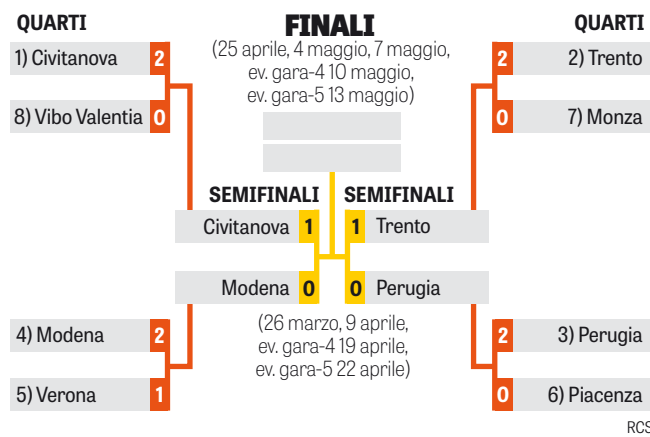 QUARTI
FINALI
QUARTI
(25 aprile, 4 maggio, 7 maggio,
ev. gara-4 10 maggio,
ev. gara-5 13 maggio)
1) Civitanova 2
8) Vibo Valentia 0
2 2) Trento
0 7) Monza
SEMIFINALI SEMIFINALI
Civitanova 1 1 Trento
Modena 0 0 Perugia
(26 marzo, 9 aprile,
ev. gara-4 19 aprile,
ev. gara-5 22 aprile)
4) Modena 2
5) Verona 1
2 3) Perugia
0 6) Piacenza
RCS